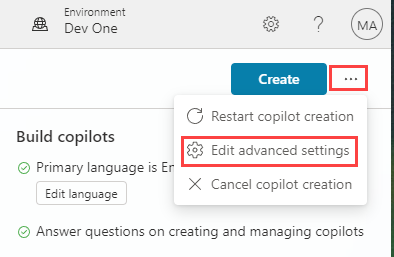 Environment
Dev One
?
MA
Create
...
Restart copilot creation
Build copilots
Edit advanced settings
Primary language is En
Edit language
Cancel copilot creation
Answer questions on creating and managing copilots